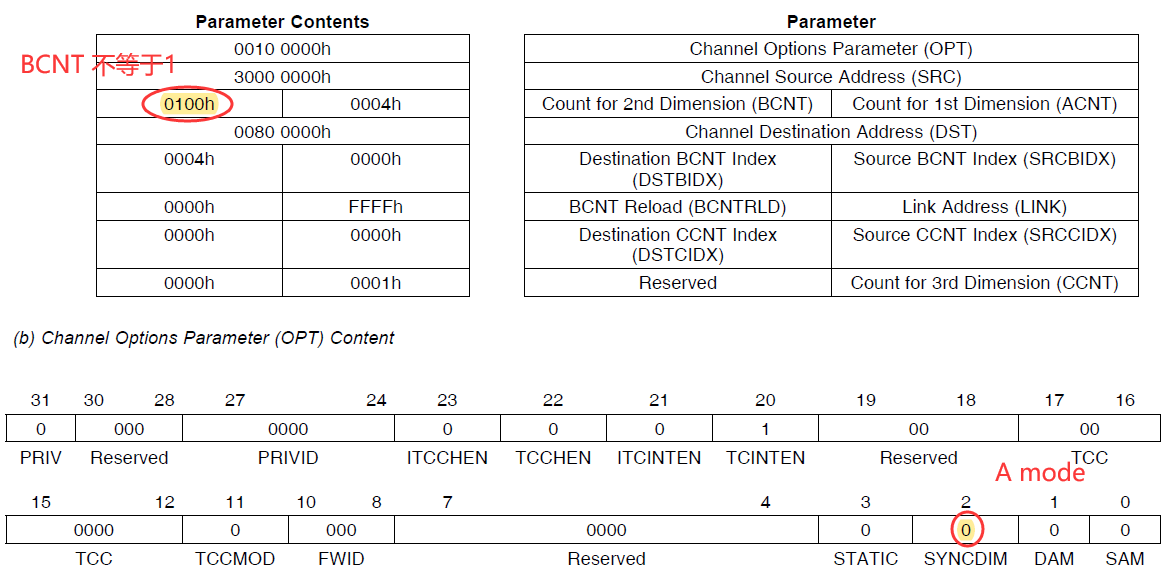 Parameter Contents Parameter
0010 0000h Channel Options Parameter (OPT)
BCNT 不等于1
3000 0000h Channel Source Address (SRC)
0100h 0004h Count for 2nd Dimension (BCNT) Count for 1st Dimension (ACNT)
0080 0000h Channel Destination Address (DST)
0004h 0000h Destination BCNT Index (DSTBIDX) Source BCNT Index (SRCBIDX)
0000h FFFFh BCNT Reload (BCNTRLD) Link Address (LINK)
0000h 0000h Destination CCNT Index (DSTCIDX) Source CCNT Index (SRCCIDX)
0000h 0001h Reserved Count for 3rd Dimension (CCNT)
(b) Channel Options Parameter (OPT) Content
31 30 28 27 24 23 22 21 20 19 18 17 16
0 000 0000 0 0 0 1 00 00
PRIV Reserved PRIVID ITCCHEN TCCHEN ITCINTEN TCINTEN Reserved TCC
A mode
15 12 11 10 8 7 4 3 2 1 0
0000 0 000 0000 0 0 0 0
TCC TCCMOD FWID Reserved STATIC SYNCDIM DAM SAM